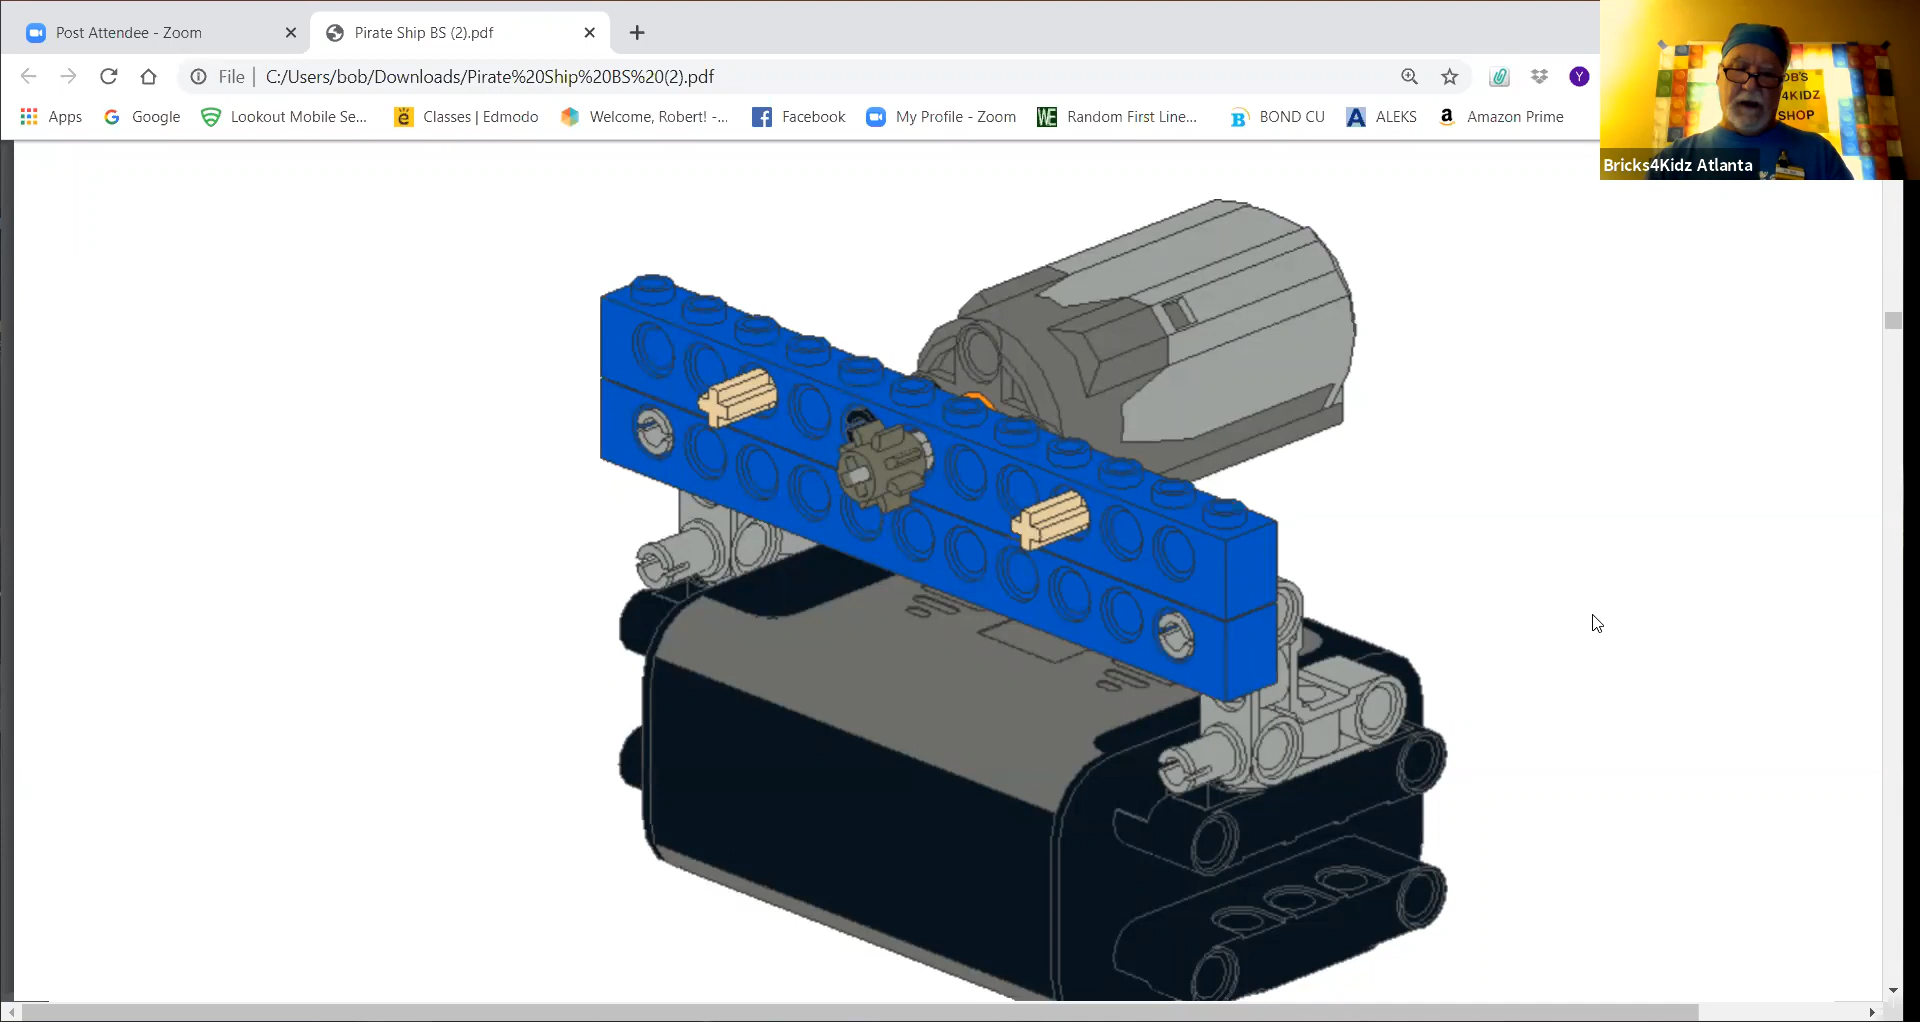 Post Attendee - Zoom
Pirate Ship BS (2).pdf
File | C:/Users/bob/Downloads/Pirate%20Ship%20BS%20(2).pdf
Y
Apps
Google
Lookout Mobile Se...
Classes | Edmodo
Welcome, Robert! -...
Facebook
My Profile - Zoom
WE Random First Line...
BOND CU
ALEKS
Amazon Prime
OB'S
4KIDZ
SHOP
Bricks4Kidz Atlanta